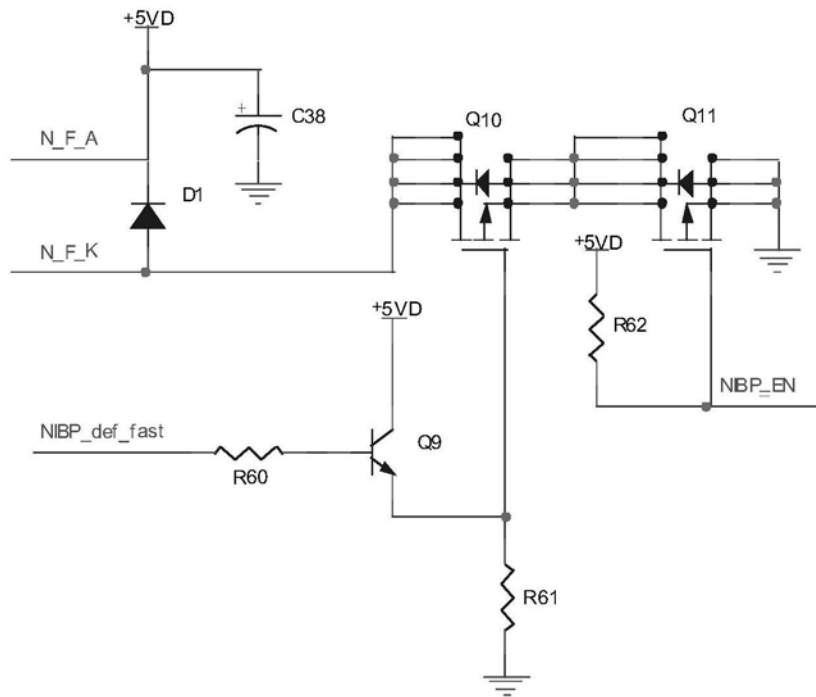 +5VD
+
C38
Q10
Q11
N_F_A
D1
N_F_K
+5VD
R62
+5VD
NIBP_EN
NIBP_def_fast
Q9
R60
R61